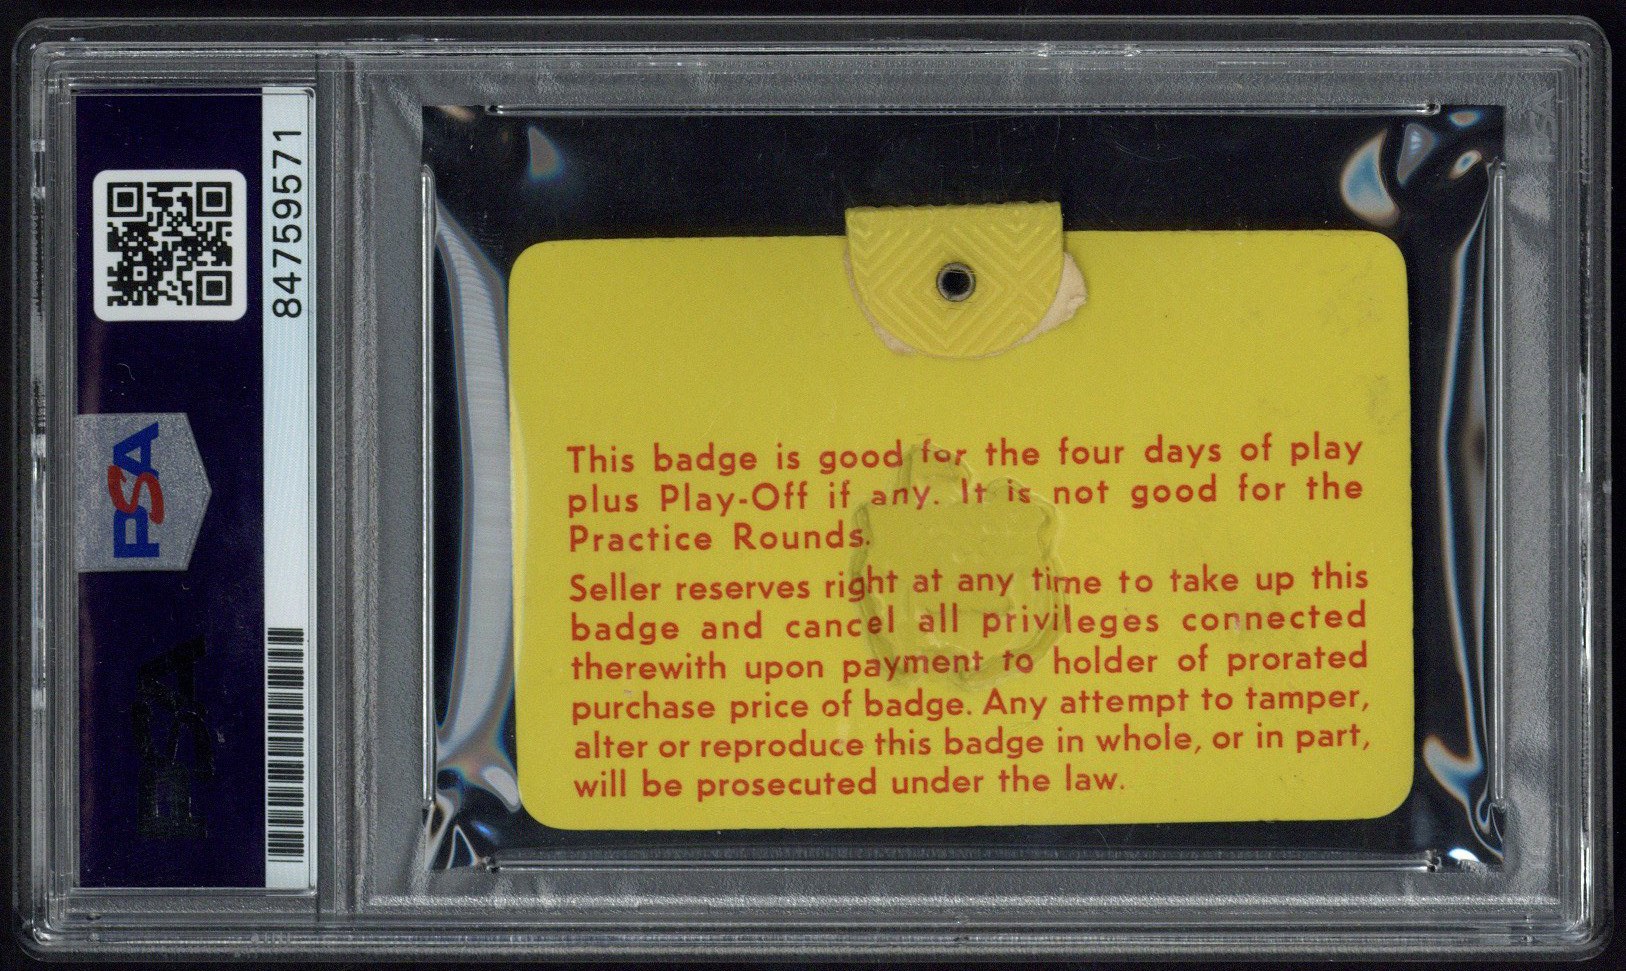 84759571
PSA
PSA
This badge is good for the four days of play
plus Play-Off if any. It is not good for the
Practice Rounds.
Seller reserves right at any time to take up this
badge and cancel all privileges connected
therewith upon payment to holder of prorated
purchase price of badge. Any attempt to tamper,
alter or reproduce this badge in whole, or in part,
will be prosecuted under the law.